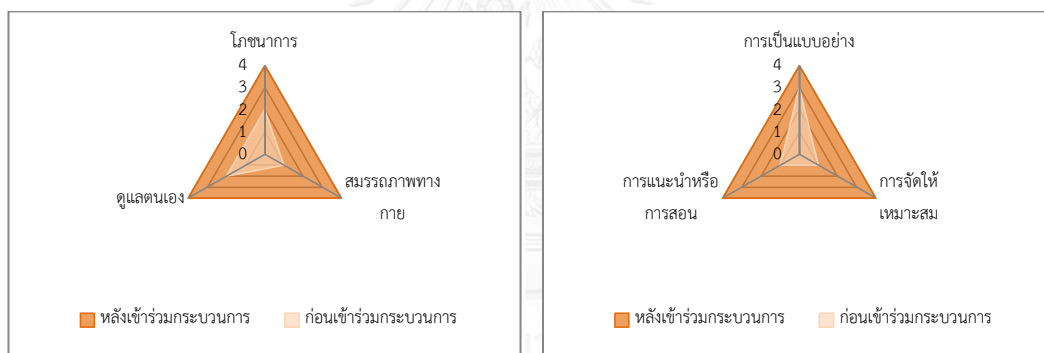 โภชนาการ
4
3
2
1
0
ดูแลตนเอง
สมรรถภาพทาง
กาย
หลังเข้าร่วมกระบวนการ
ก่อนเข้าร่วมกระบวนการ
การเป็นแบบอย่าง
4
3
2
1
0
การแนะนำหรือ
การสอน
การจัดให้
เหมาะสม
หลังเข้าร่วมกระบวนการ
ก่อนเข้าร่วมกระบวนการ